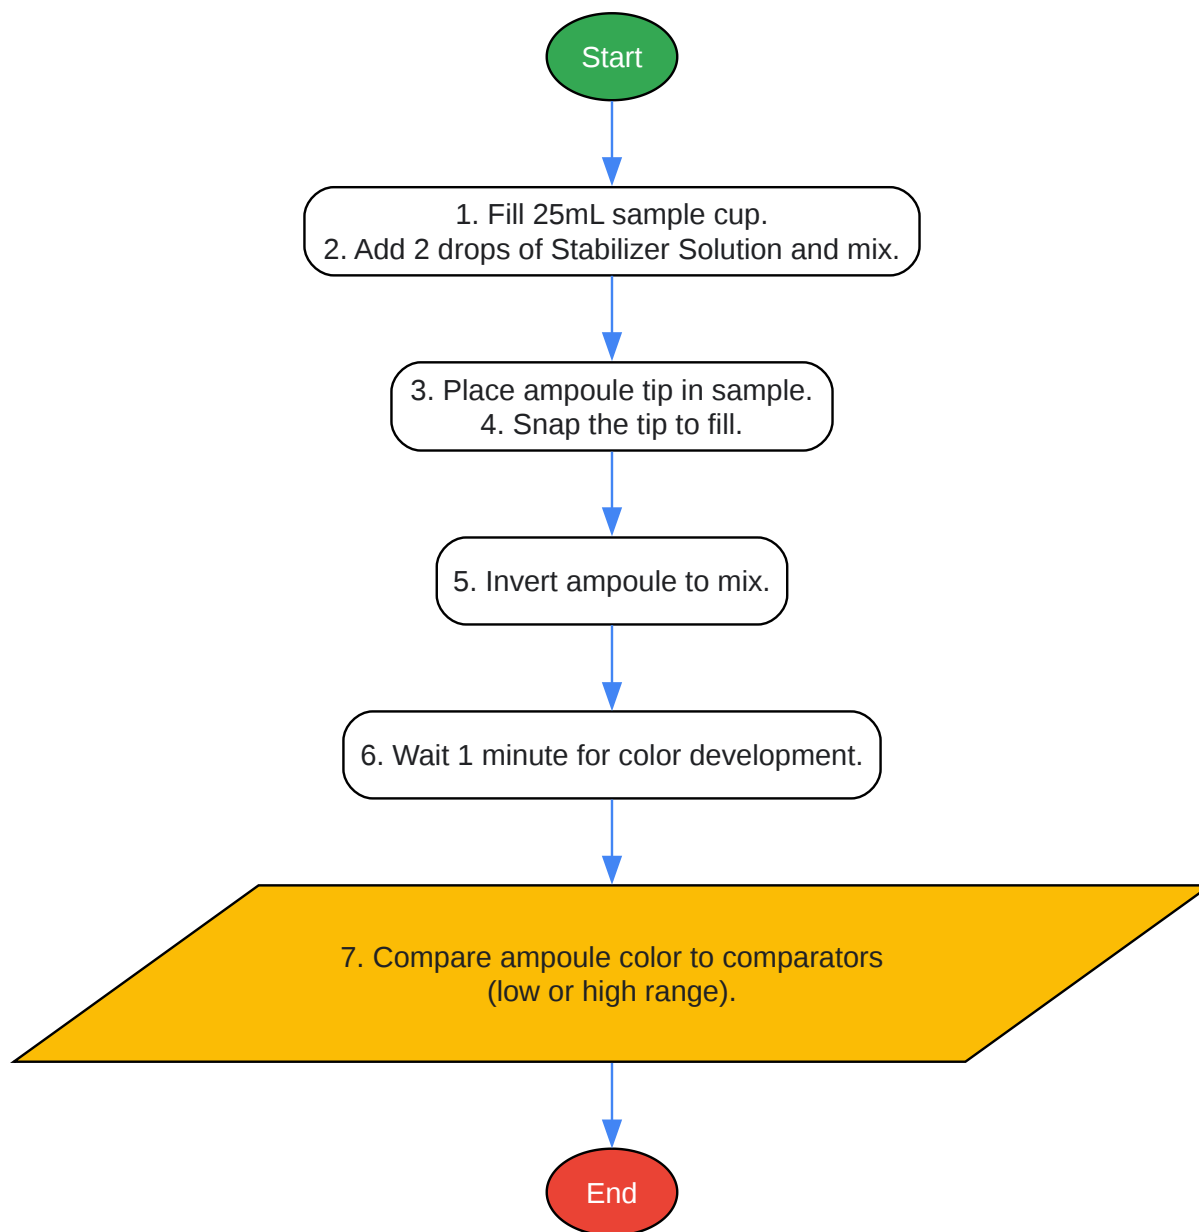 Start
1. Fill 25mL sample cup.
2. Add 2 drops of Stabilizer Solution and mix.
3. Place ampoule tip in sample.
4. Snap the tip to fill.
5. Invert ampoule to mix.
6. Wait 1 minute for color development.
7. Compare ampoule color to comparators
(low or high range).
End